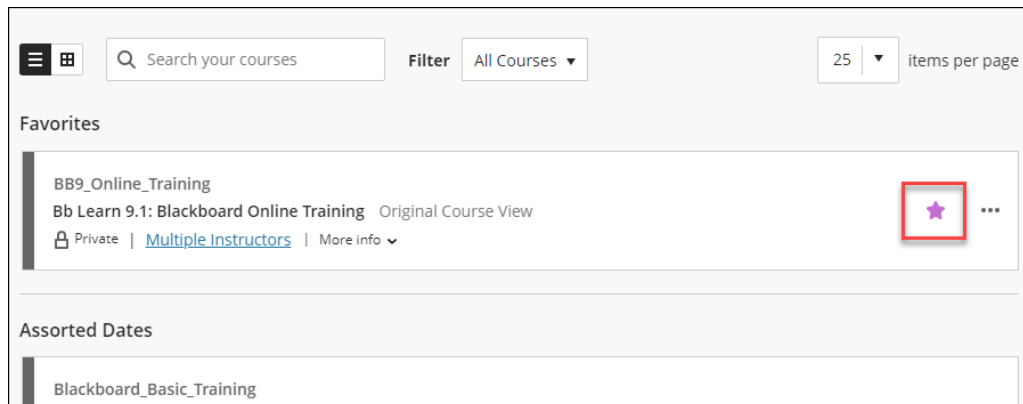 Search your courses Filter All Courses 25 items per page
Favorites
BB9_Online_Training
Bb Learn 9.1: Blackboard Online Training Original Course View
Private | Multiple Instructors | More info
Assorted Dates
Blackboard_Basic_Training